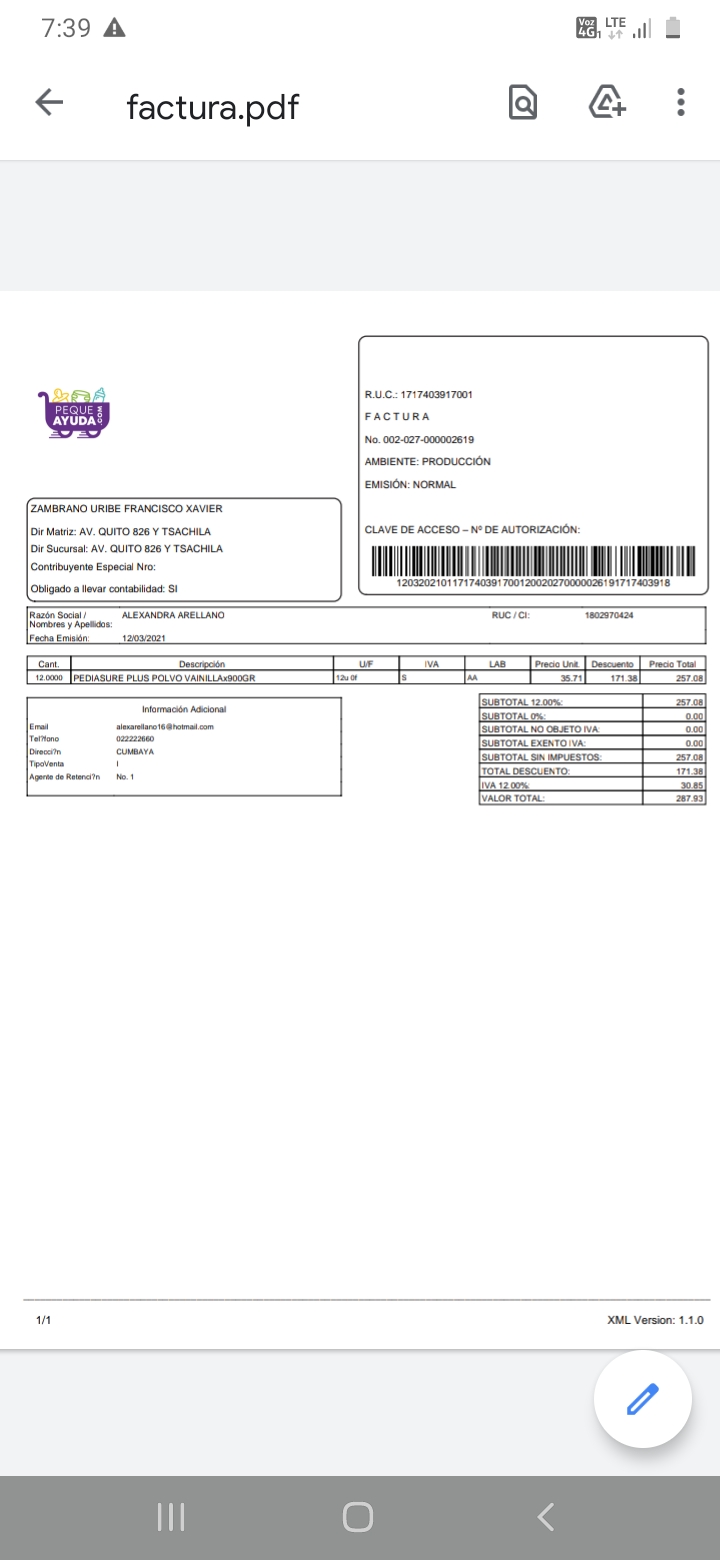 7:39
Voz 4G1 LTE
factura.pdf
PEQUE
AYUDA.COM
R.U.C.: 1717403917001
FACTURA
No. 002-027-000002619
AMBIENTE: PRODUCCIÓN
EMISIÓN: NORMAL
CLAVE DE ACCESO – Nº DE AUTORIZACIÓN:
1203202101171740391700120020270000026191717403918
ZAMBRANO URIBE FRANCISCO XAVIER
Dir Matriz: AV. QUITO 826 Y TSACHILA
Dir Sucursal: AV. QUITO 826 Y TSACHILA
Contribuyente Especial Nro:
Obligado a llevar contabilidad: SI
Razón Social / Nombres y Apellidos: ALEXANDRA ARELLANO RUC / CI: 1802970424
Fecha Emisión: 12/03/2021
Cant. Descripción U/F IVA LAB Precio Unit. Descuento Precio Total
12.0000 PEDIASURE PLUS POLVO VAINILLAx900GR 12u 0f S AA 35.71 171.38 257.08
Información Adicional
Email alexarellano16@hotmail.com
Tel?fono 022222660
Direcci?n CUMBAYA
TipoVenta I
Agente de Retenci?n No. 1
SUBTOTAL 12.00%: 257.08
SUBTOTAL 0%: 0.00
SUBTOTAL NO OBJETO IVA: 0.00
SUBTOTAL EXENTO IVA: 0.00
SUBTOTAL SIN IMPUESTOS: 257.08
TOTAL DESCUENTO: 171.38
IVA 12.00% 30.85
VALOR TOTAL: 287.93
1/1 XML Version: 1.1.0